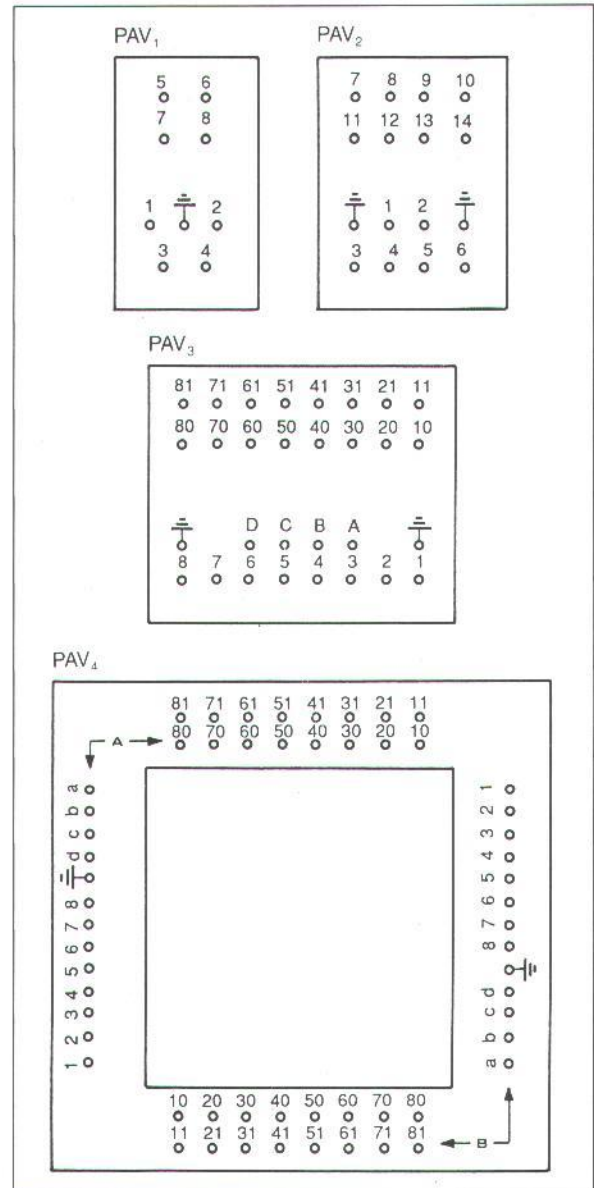 PAV₁ PAV₂
5 6
7 8
1 2
3 4
7 8 9 10
11 12 13 14
1 2
3 4 5 6
PAV₃
81 71 61 51 41 31 21 11
80 70 60 50 40 30 20 10
D C B A
8 7 6 5 4 3 2 1
PAV₄
81 71 61 51 41 31 21 11
80 70 60 50 40 30 20 10
A
a b c d
8 7 6 5 4 3 2 1
1 2 3 4 5 6 7 8
d c b a
10 20 30 40 50 60 70 80
11 21 31 41 51 61 71 81
B